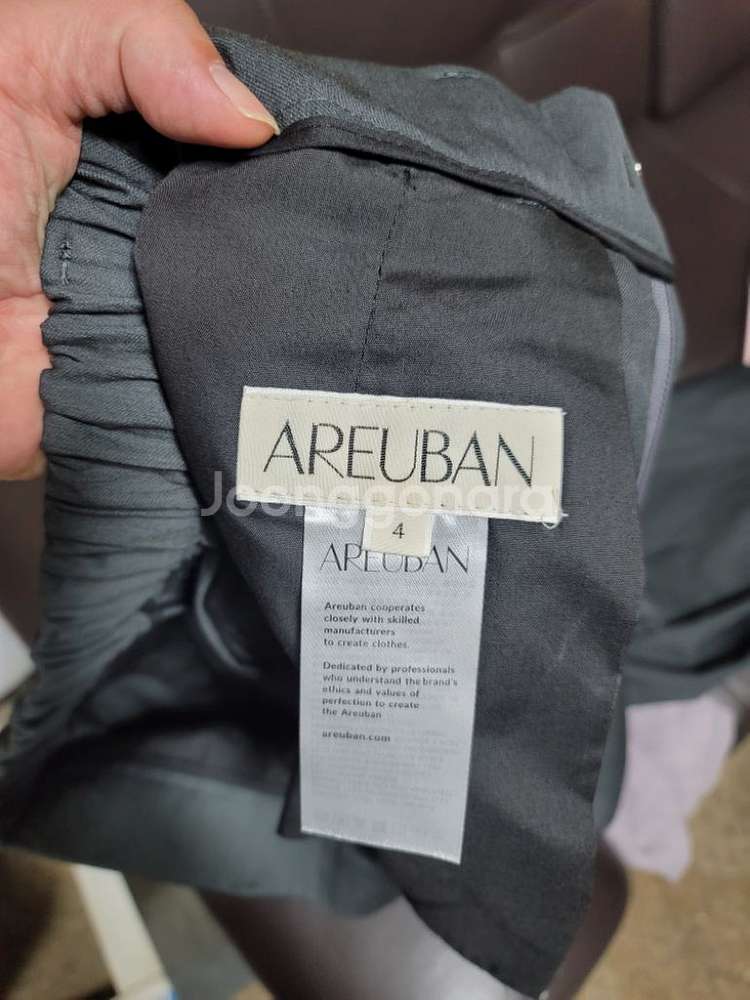 AREUBAN
Joonggonara
4
AREUBAN
Areuban cooperates
closely with skilled
manufacturers
to create clothes.
Dedicated by professionals
who understand the brand's
ethics and values of
perfection to create
the Areuban
areuban.com